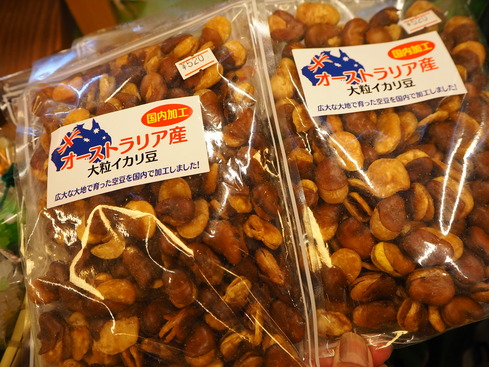 ¥520
国内加工
オーストラリア産
大粒イカリ豆
広大な大地で育った空豆を国内で加工しました!
国内加工
オーストラリア産
大粒イカリ豆
広大な大地で育った空豆を国内で加工しました!